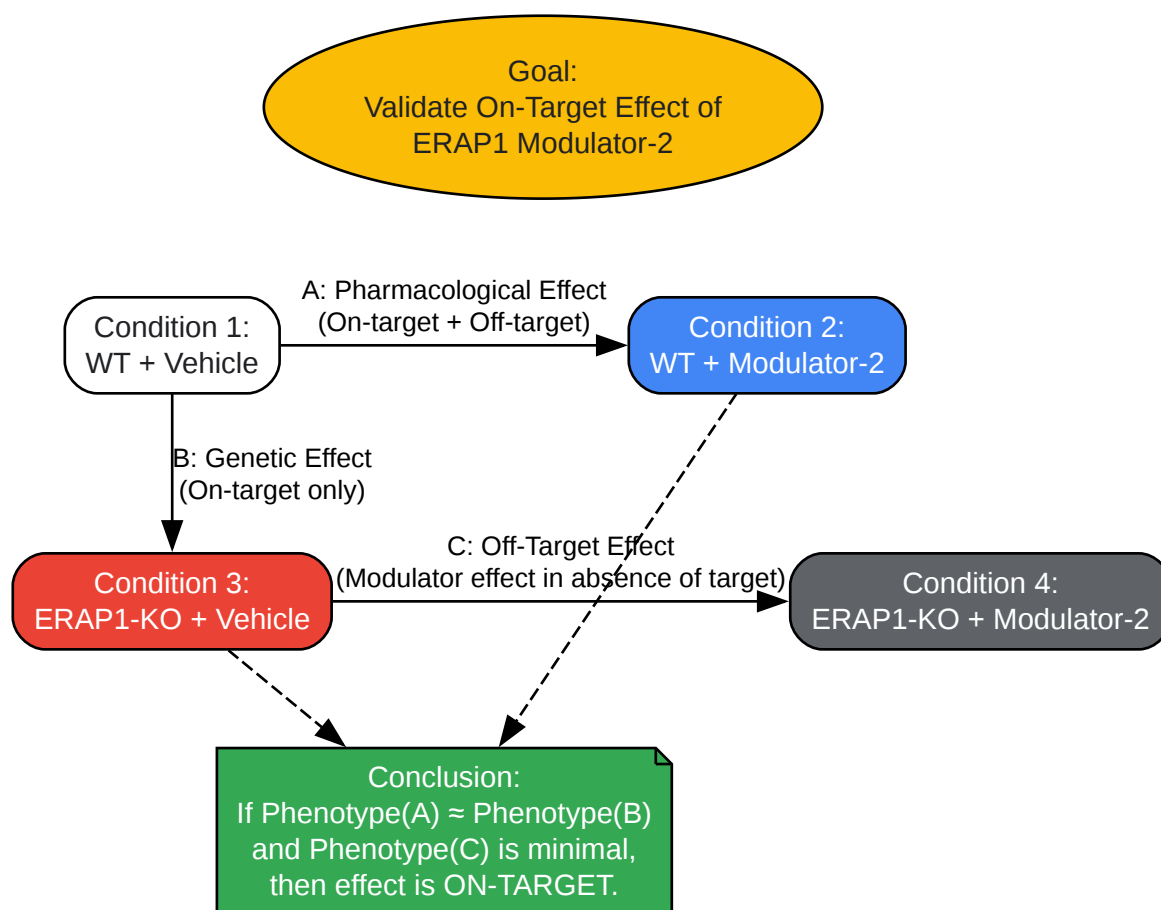 Goal:
Validate On-Target Effect of
ERAP1 Modulator-2
A: Pharmacological Effect
(On-target + Off-target)
Condition 1:
WT + Vehicle
Condition 2:
WT + Modulator-2
B: Genetic Effect
(On-target only)
C: Off-Target Effect
(Modulator effect in absence of target)
Condition 3:
ERAP1-KO + Vehicle
Condition 4:
ERAP1-KO + Modulator-2
Conclusion:
If Phenotype(A) ≈ Phenotype(B)
and Phenotype(C) is minimal,
then effect is ON-TARGET.